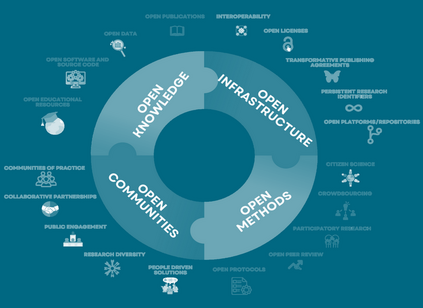 OPEN PUBLICATIONS
INTEROPERABILITY
OPEN DATA
OPEN LICENSES
OPEN SOFTWARE AND
SOURCE CODE
TRANSFORMATIVE PUBLISHING
AGREEMENTS
OPEN EDUCATIONAL
RESOURCES
PERSISTENT RESEARCH
IDENTIFIERS
OPEN PLATFORMS/REPOSITORIES
OPEN
KNOWLEDGE
OPEN
INFRASTRUCTURE
OPEN
COMMUNITIES
OPEN
METHODS
COMMUNITIES OF PRACTICE
CITIZEN SCIENCE
COLLABORATIVE PARTNERSHIPS
CROWDSOURCING
PUBLIC ENGAGEMENT
PARTICIPATORY RESEARCH
RESEARCH DIVERSITY
OPEN PEER REVIEW
PEOPLE DRIVEN
SOLUTIONS
OPEN PROTOCOLS